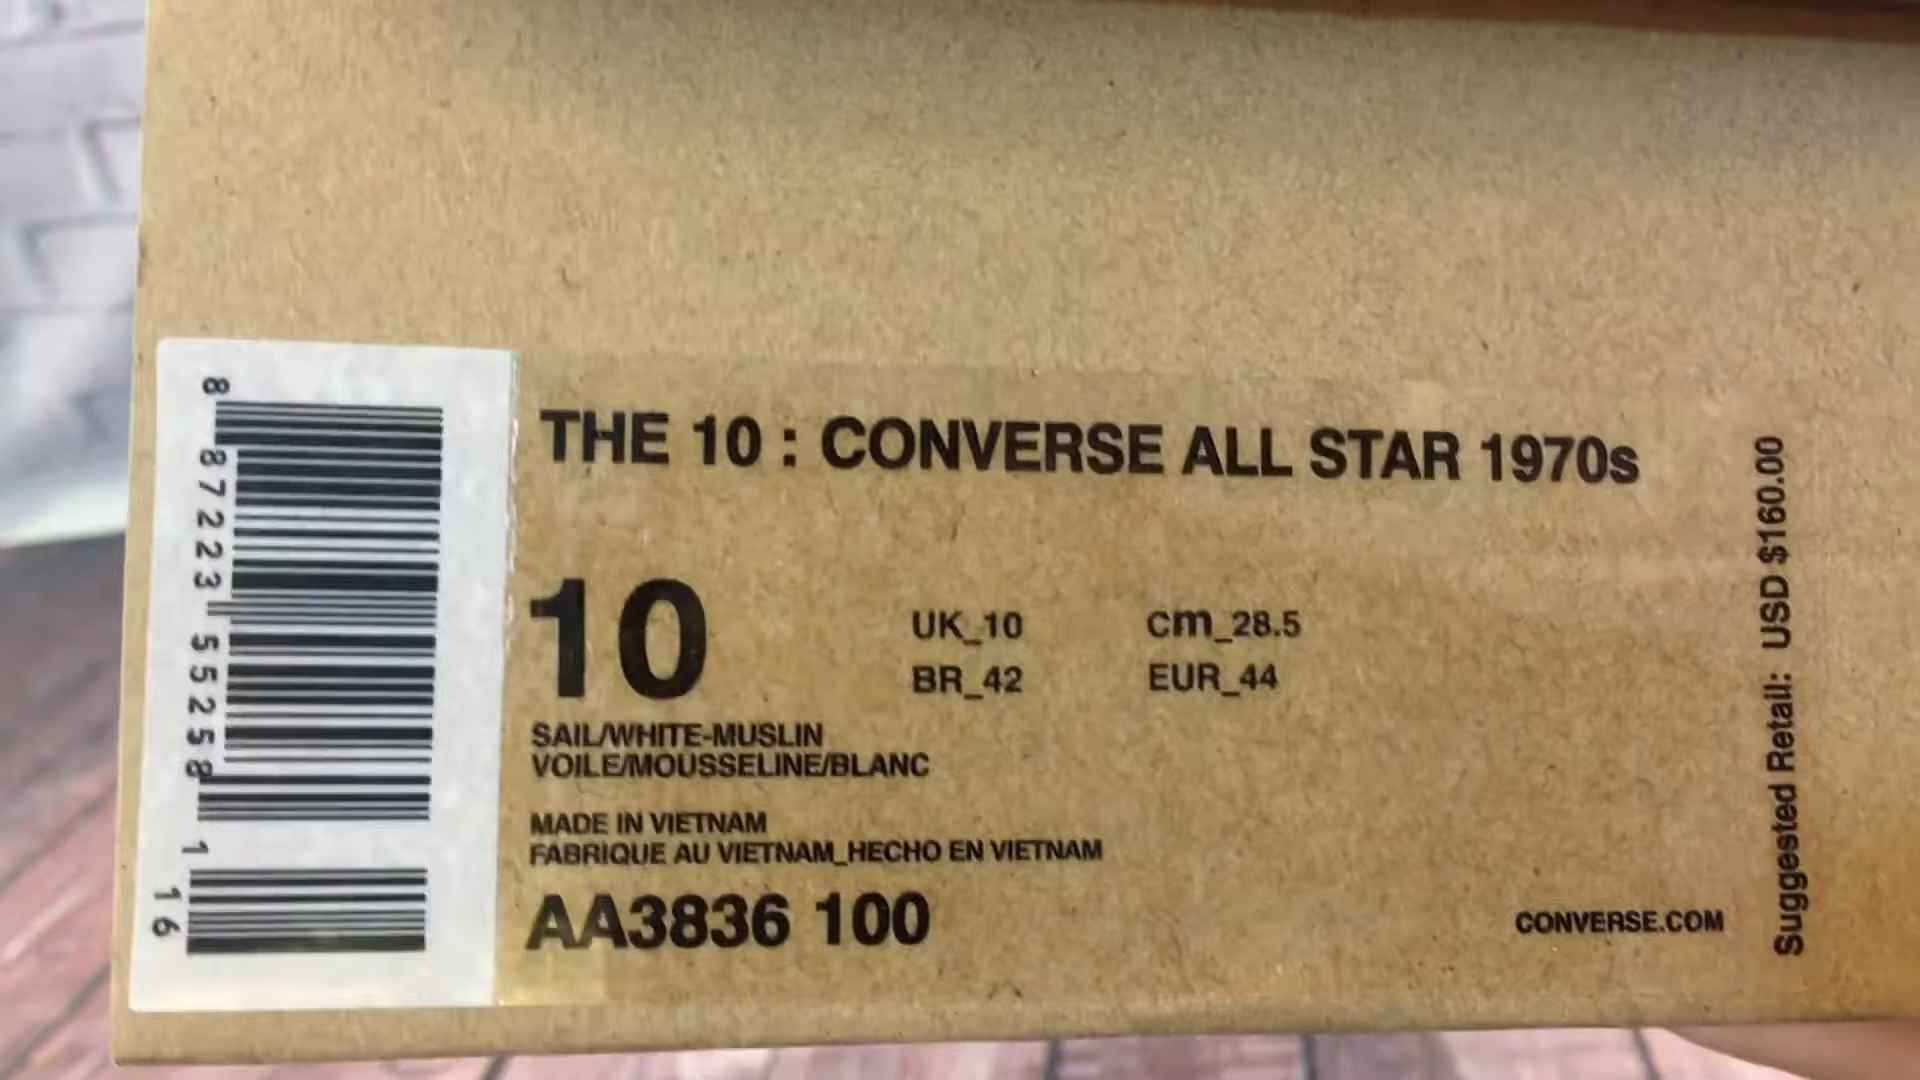 8 87223 55258 1
16
THE 10 : CONVERSE ALL STAR 1970s
10
UK_10 cm_28.5
BR_42 EUR_44
SAIL/WHITE-MUSLIN
VOILE/MOUSSELINE/BLANC
MADE IN VIETNAM
FABRIQUE AU VIETNAM_HECHO EN VIETNAM
AA3836 100
CONVERSE.COM
Suggested Retail: USD $160.00